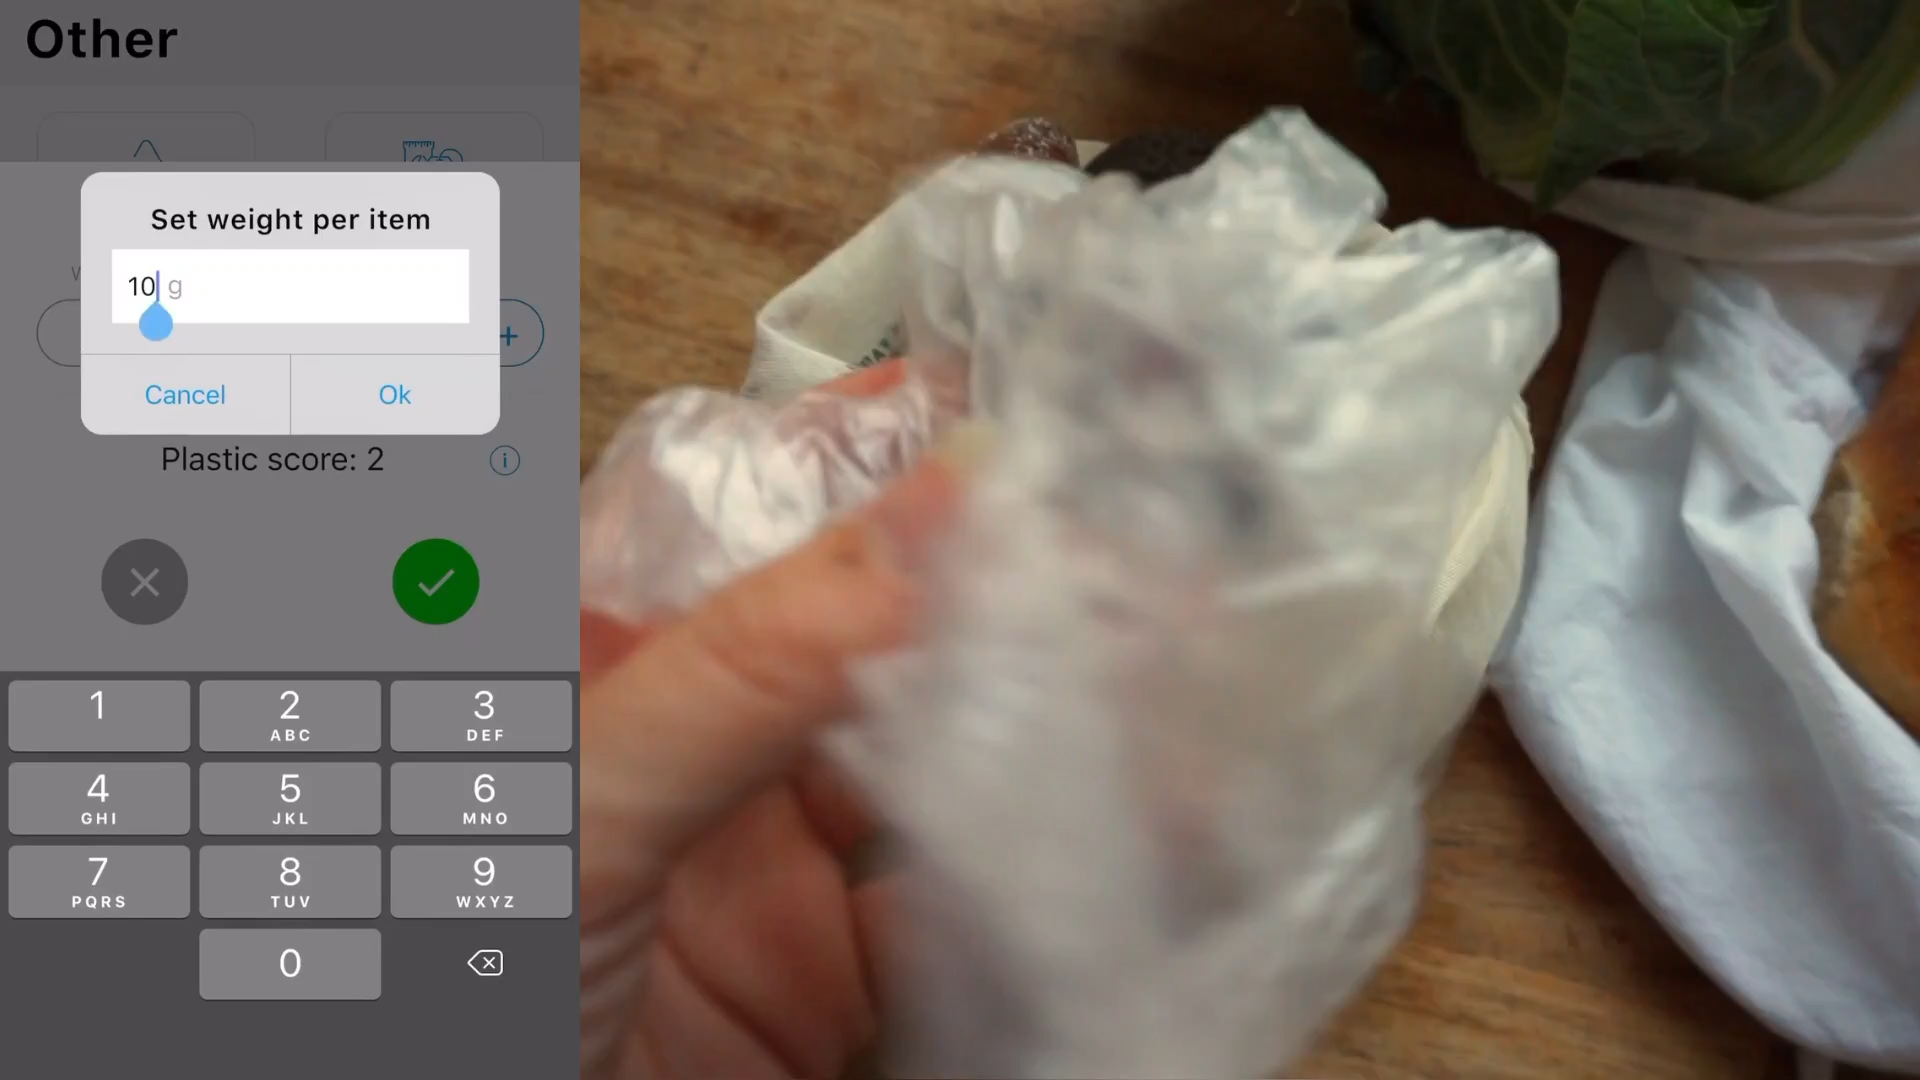 Other
Set weight per item
10 g
Cancel
Ok
Plastic score: 2
1
2
ABC
3
DEF
4
GHI
5
JKL
6
MNO
7
PQRS
8
TUV
9
WXYZ
0